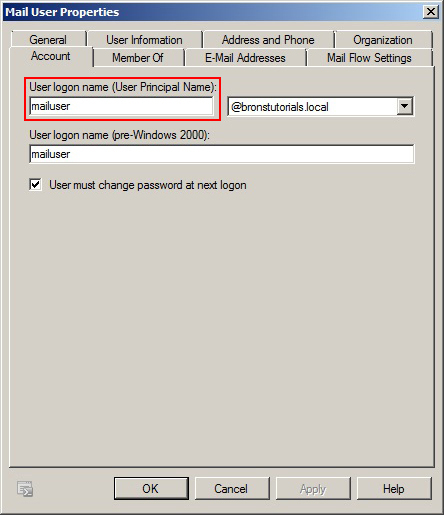 Mail User Properties
General User Information Address and Phone Organization
Account Member Of E-Mail Addresses Mail Flow Settings
User logon name (User Principal Name):
mailuser @bronstutorials.local
User logon name (pre-Windows 2000):
mailuser
User must change password at next logon
OK Cancel Apply Help